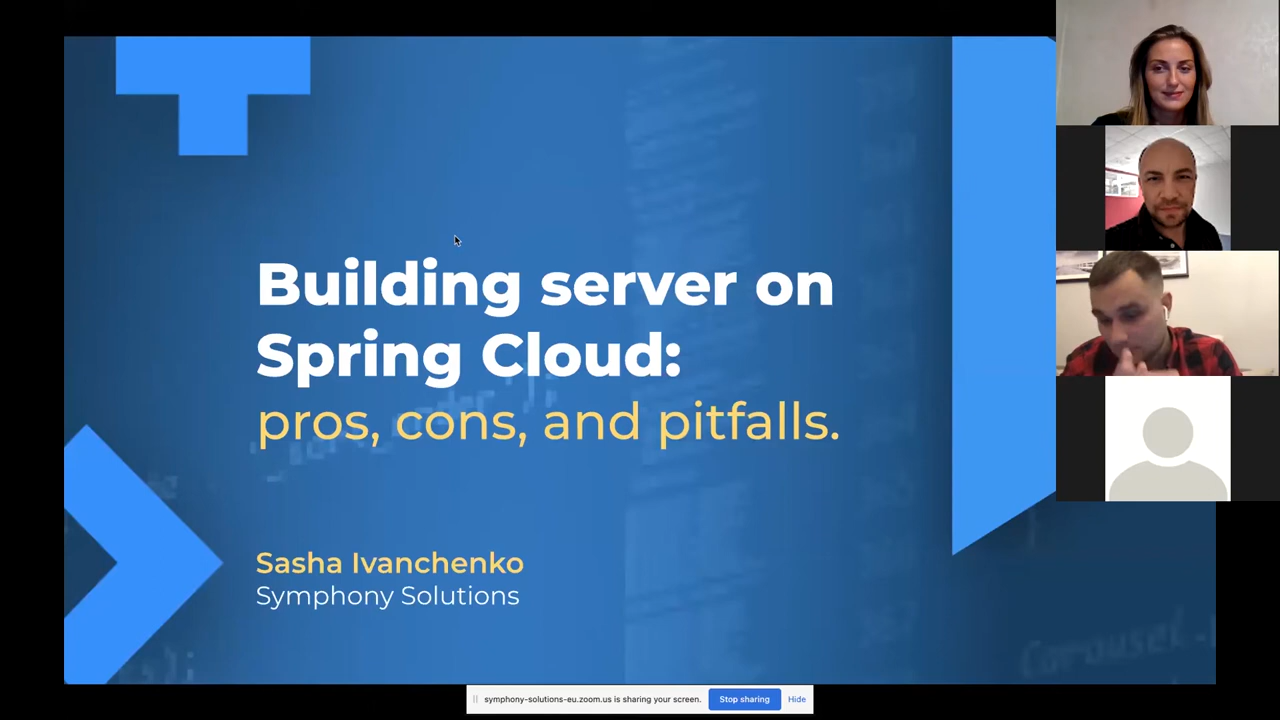 Building server on
Spring Cloud:
pros, cons, and pitfalls.
Sasha Ivanchenko
Symphony Solutions
Carousel.
symphony-solutions-eu.zoom.us is sharing your screen.
Stop sharing
Hide